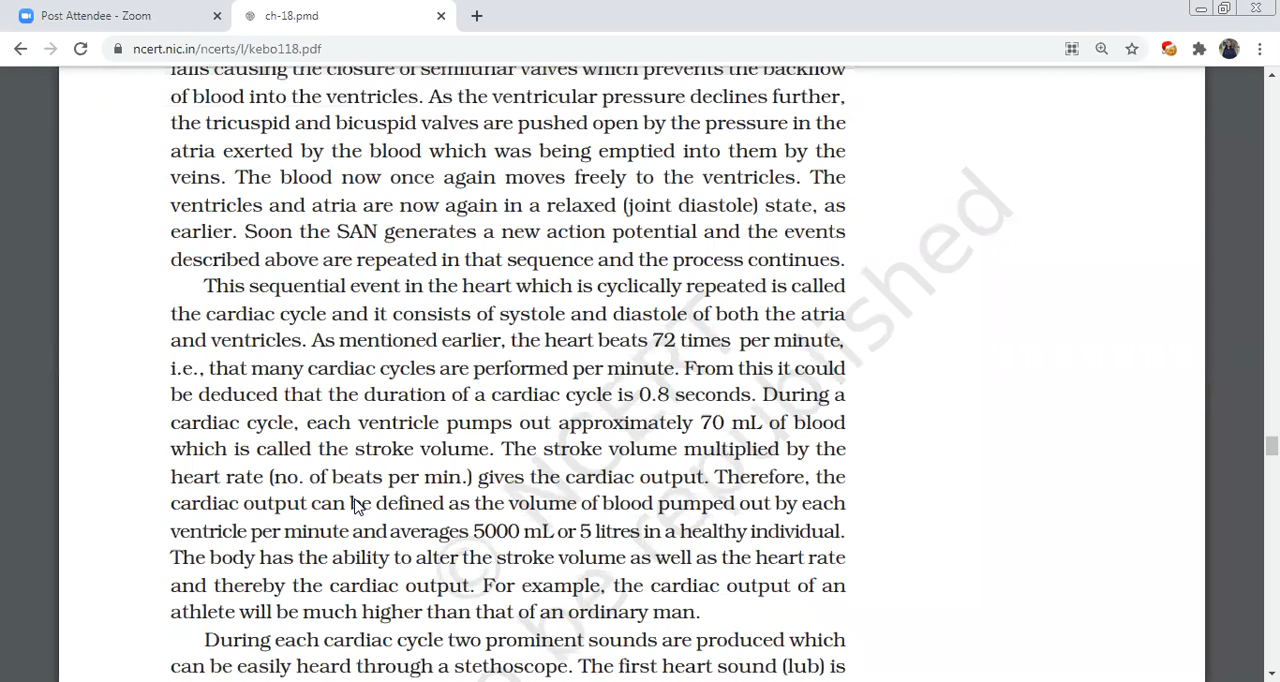 Post Attendee - Zoom
ch-18.pmd
ncert.nic.in/ncerts/l/kebo118.pdf
falls causing the closure of semilunar valves which prevents the backflow
of blood into the ventricles. As the ventricular pressure declines further,
the tricuspid and bicuspid valves are pushed open by the pressure in the
atria exerted by the blood which was being emptied into them by the
veins. The blood now once again moves freely to the ventricles. The
ventricles and atria are now again in a relaxed (joint diastole) state, as
earlier. Soon the SAN generates a new action potential and the events
described above are repeated in that sequence and the process continues.
This sequential event in the heart which is cyclically repeated is called
the cardiac cycle and it consists of systole and diastole of both the atria
and ventricles. As mentioned earlier, the heart beats 72 times per minute,
i.e., that many cardiac cycles are performed per minute. From this it could
be deduced that the duration of a cardiac cycle is 0.8 seconds. During a
cardiac cycle, each ventricle pumps out approximately 70 mL of blood
which is called the stroke volume. The stroke volume multiplied by the
heart rate (no. of beats per min.) gives the cardiac output. Therefore, the
cardiac output can be defined as the volume of blood pumped out by each
ventricle per minute and averages 5000 mL or 5 litres in a healthy individual.
The body has the ability to alter the stroke volume as well as the heart rate
and thereby the cardiac output. For example, the cardiac output of an
athlete will be much higher than that of an ordinary man.
During each cardiac cycle two prominent sounds are produced which
can be easily heard through a stethoscope. The first heart sound (lub) is
© NCERT
be republished